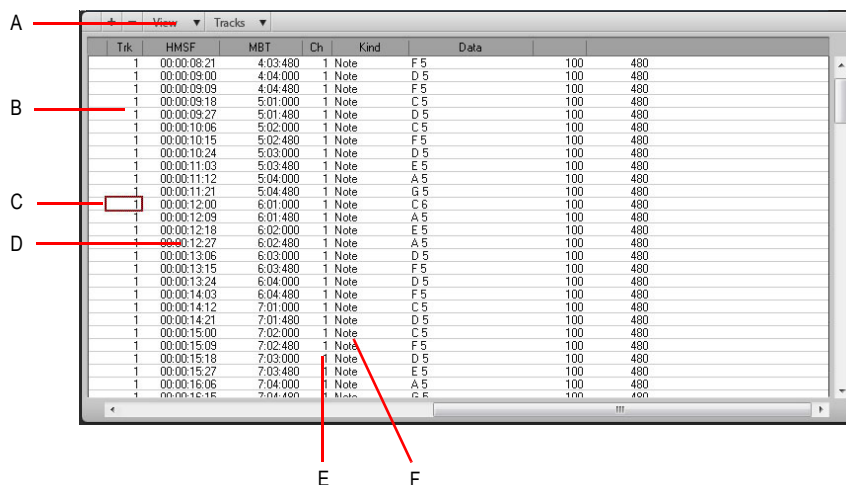 A
+ − View ▼ Tracks ▼
Trk HMSF MBT Ch Kind Data
1 00:00:08:21 4:03:480 1 Note F 5 100 480
1 00:00:09:00 4:04:000 1 Note D 5 100 480
1 00:00:09:09 4:04:480 1 Note F 5 100 480
B
1 00:00:09:18 5:01:000 1 Note C 5 100 480
1 00:00:09:27 5:01:480 1 Note D 5 100 480
1 00:00:10:06 5:02:000 1 Note C 5 100 480
1 00:00:10:15 5:02:480 1 Note F 5 100 480
1 00:00:10:24 5:03:000 1 Note D 5 100 480
1 00:00:11:03 5:03:480 1 Note E 5 100 480
1 00:00:11:12 5:04:000 1 Note A 5 100 480
1 00:00:11:21 5:04:480 1 Note G 5 100 480
C
1 00:00:12:00 6:01:000 1 Note C 6 100 480
1 00:00:12:09 6:01:480 1 Note A 5 100 480
1 00:00:12:18 6:02:000 1 Note E 5 100 480
D
1 00:00:12:27 6:02:480 1 Note A 5 100 480
1 00:00:13:06 6:03:000 1 Note D 5 100 480
1 00:00:13:15 6:03:480 1 Note F 5 100 480
1 00:00:13:24 6:04:000 1 Note D 5 100 480
1 00:00:14:03 6:04:480 1 Note F 5 100 480
1 00:00:14:12 7:01:000 1 Note C 5 100 480
1 00:00:14:21 7:01:480 1 Note D 5 100 480
1 00:00:15:00 7:02:000 1 Note C 5 100 480
1 00:00:15:09 7:02:480 1 Note F 5 100 480
1 00:00:15:18 7:03:000 1 Note D 5 100 480
1 00:00:15:27 7:03:480 1 Note E 5 100 480
1 00:00:16:06 7:04:000 1 Note A 5 100 480
1 00:00:16:15 7:04:480 1 Note G 5 100 480
E F